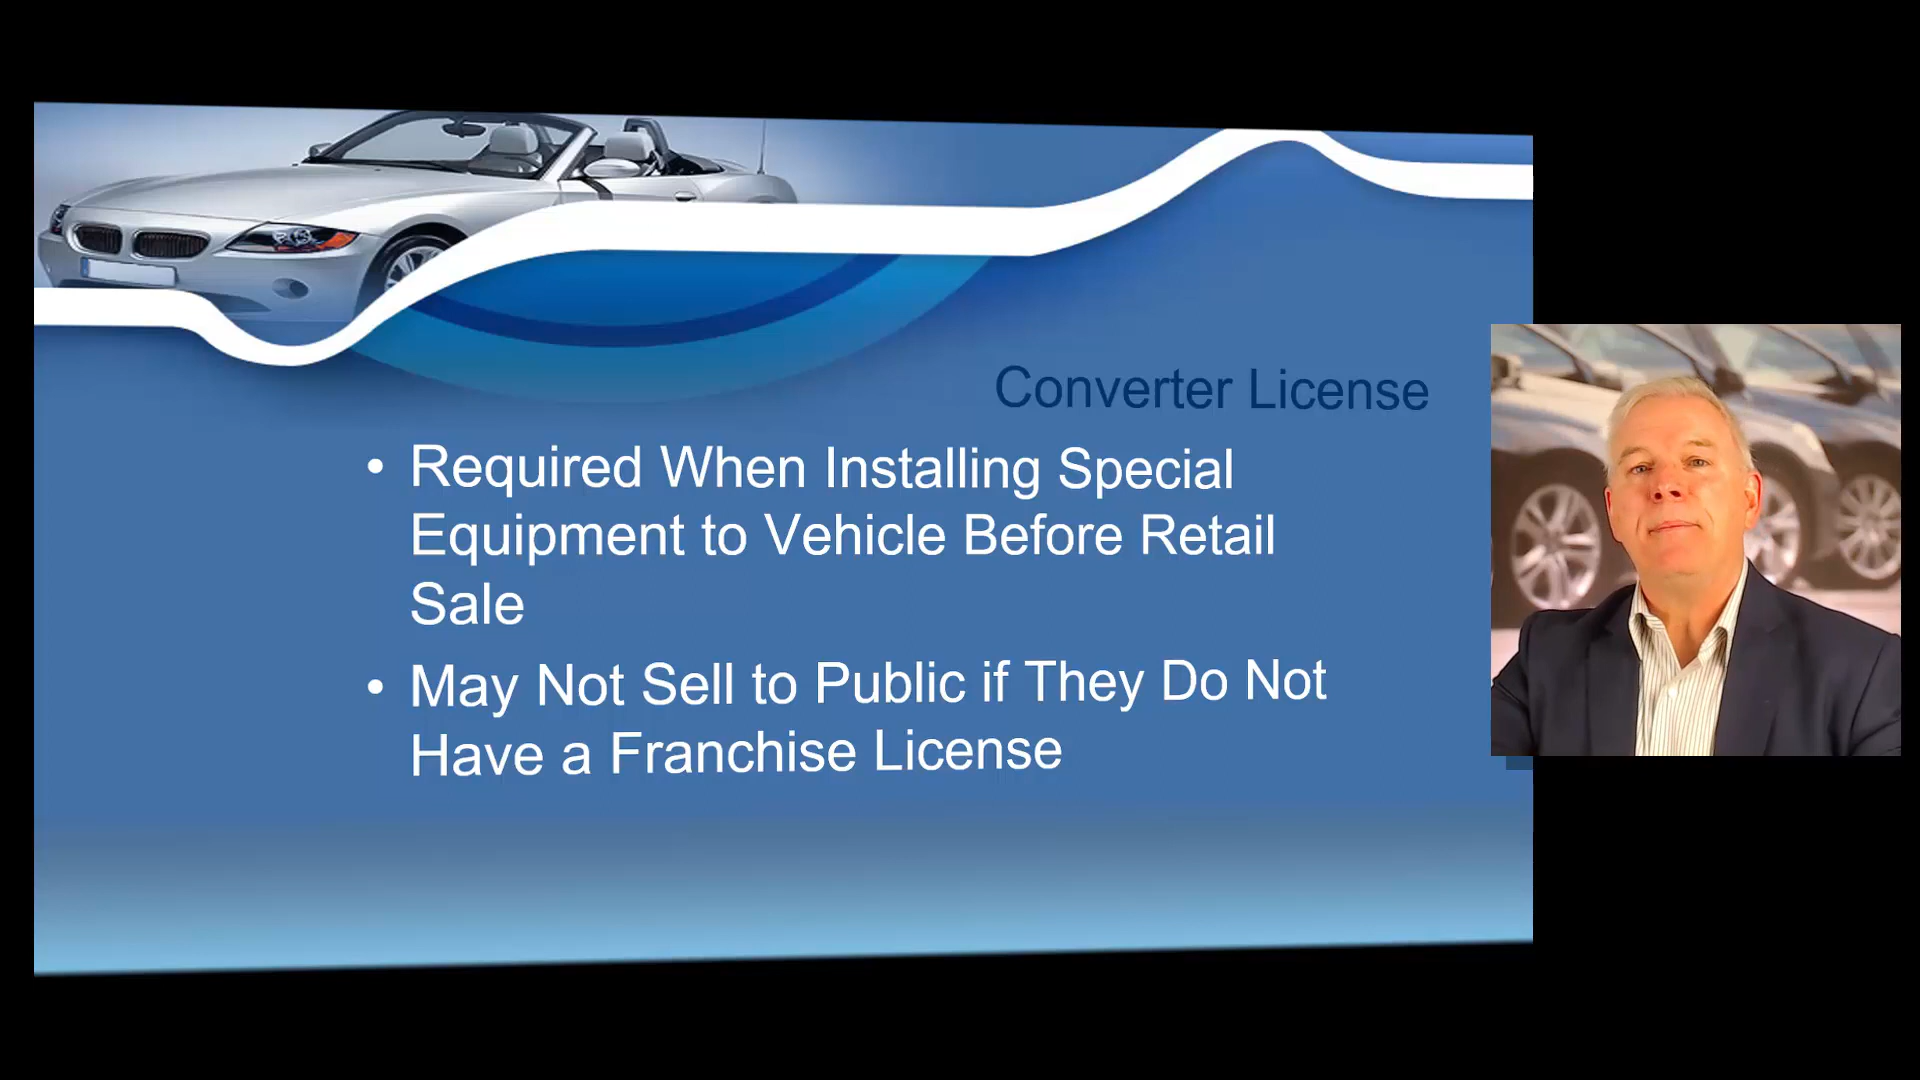 Converter License
• Required When Installing Special
Equipment to Vehicle Before Retail
Sale
• May Not Sell to Public if They Do Not
Have a Franchise License